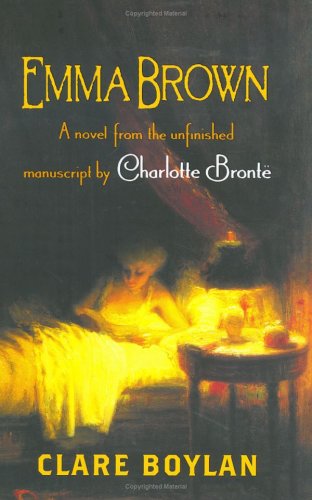 EMMA BROWN
A novel from the unfinished
manuscript by Charlotte Brontë
CLARE BOYLAN